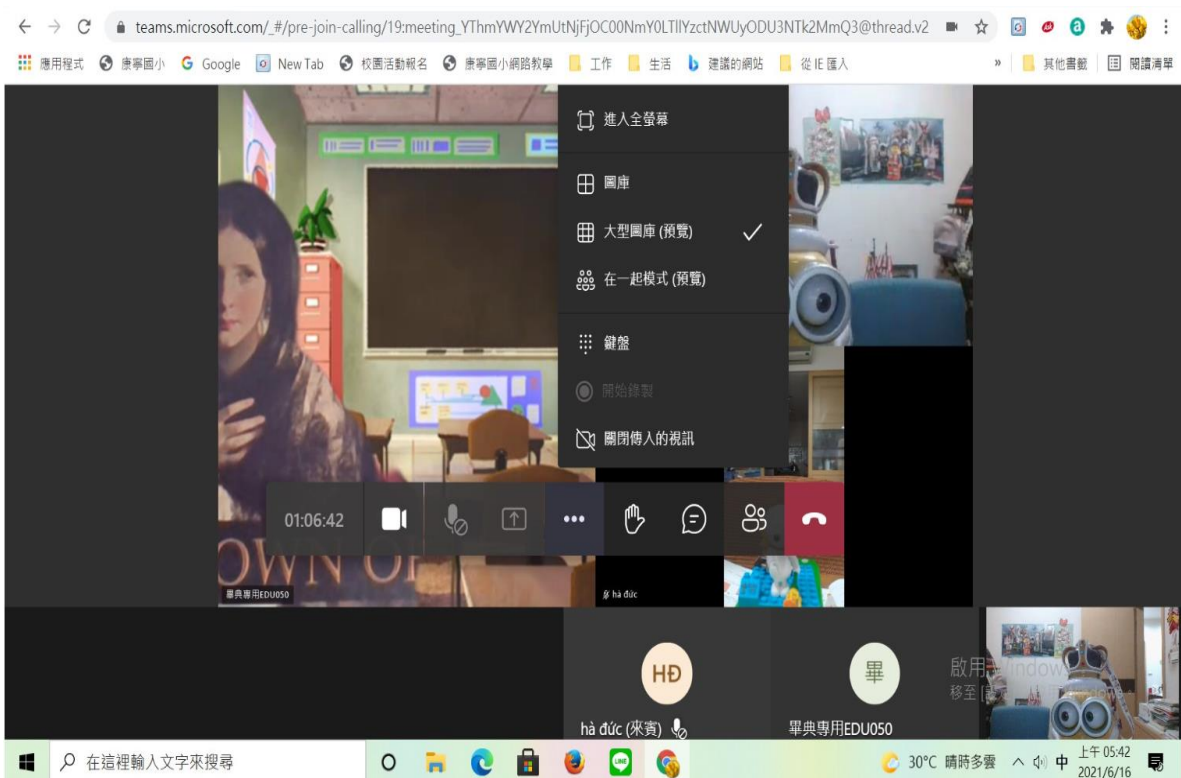 teams.microsoft.com/_#/pre-join-calling/19:meeting_YThmYWY2YmUtNjFjOC00NmY0LTllYzctNWUyODU3NTk2MmQ3@thread.v2
應用程式 康寧國小 Google New Tab 校園活動報名 康寧國小網路教學 工作 生活 建議的網站 從 IE 匯入 » 其他書籤 閱讀清單
進入全螢幕
圖庫
大型圖庫 (預覽)
在一起模式 (預覽)
鍵盤
開始錄製
關閉傳入的視訊
01:06:42
OWN OF
畢典專用EDU050
hà đức
HĐ
畢
hà đức (來賓)
畢典專用EDU050
啟用 Windows
移至
在這裡輸入文字來搜尋
LINE
30°C 晴時多雲
中
上午 05:42
2021/6/16